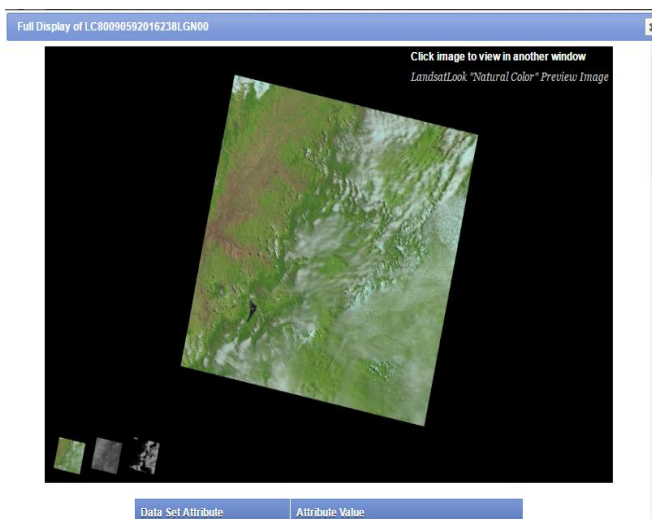 Full Display of LC80090592016238LGN00
Click image to view in another window
LandsatLook "Natural Color" Preview Image
Data Set Attribute
Attribute Value